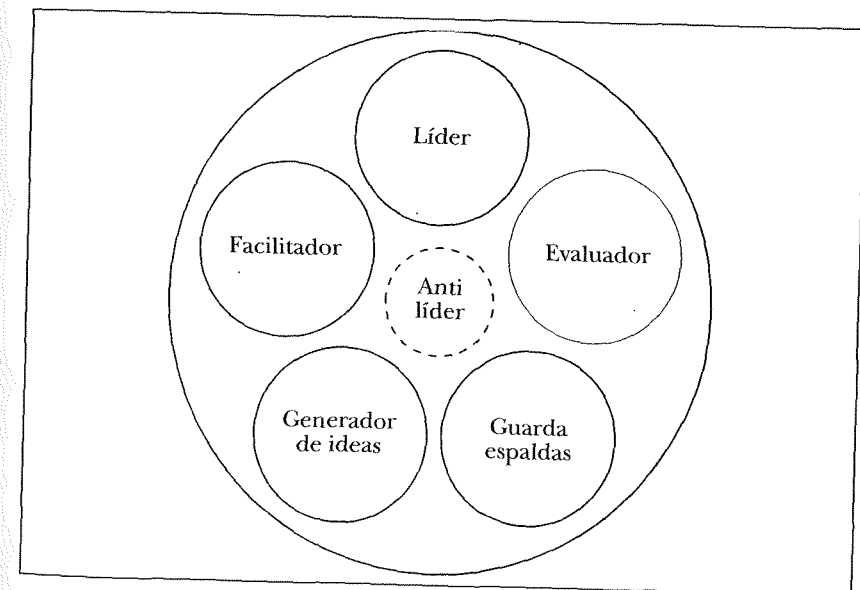 Líder
Facilitador
Evaluador
Anti
líder
Generador
de ideas
Guarda
espaldas